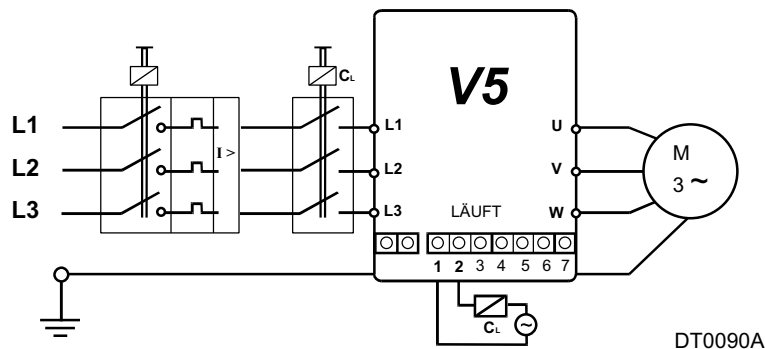 V5
CL
L1
L1
U
L2
I >
L2
V
M
3 ~
L3
L3
LÄUFT
W
1 2 3 4 5 6 7
CL
~
DT0090A